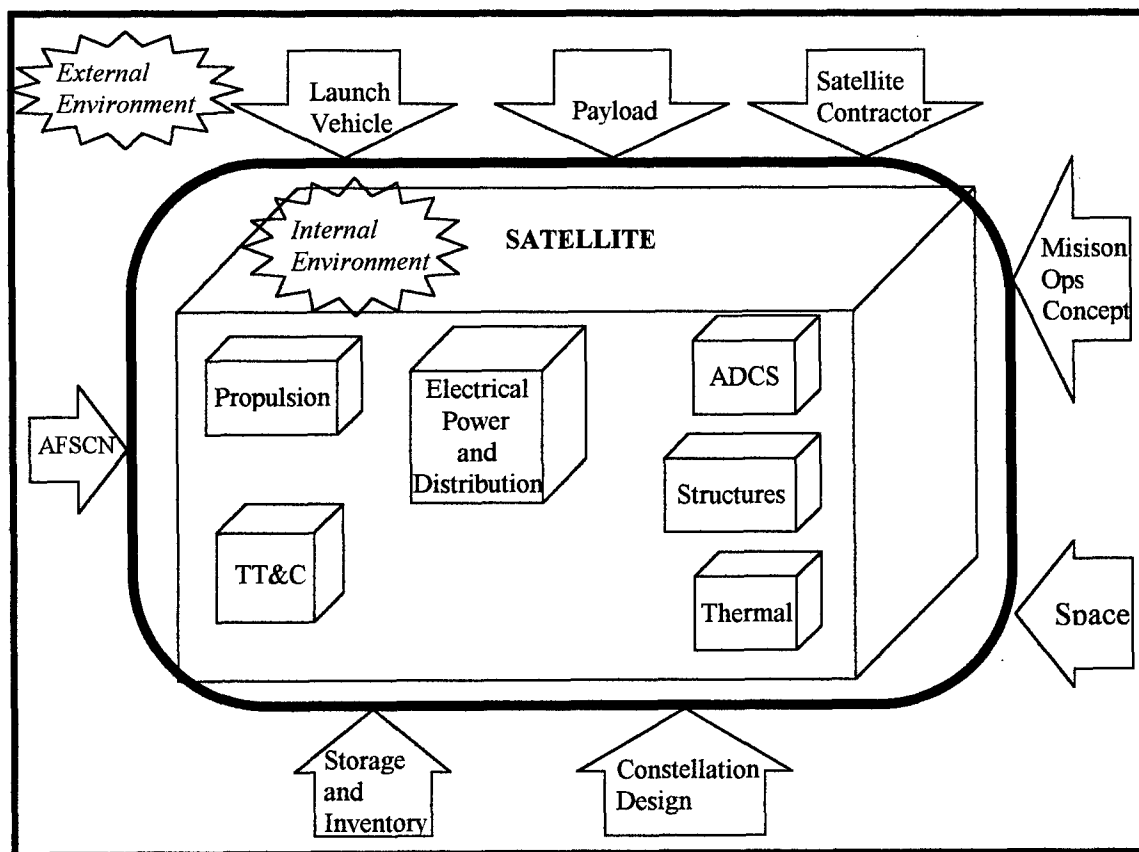 External
Environment
Launch
Vehicle
Payload
Satellite
Contractor
Internal
Environment
SATELLITE
Misison
Ops
Concept
Propulsion
Electrical
Power
and
Distribution
ADCS
AFSCN
Structures
TT&C
Thermal
Space
Storage
and
Inventory
Constellation
Design